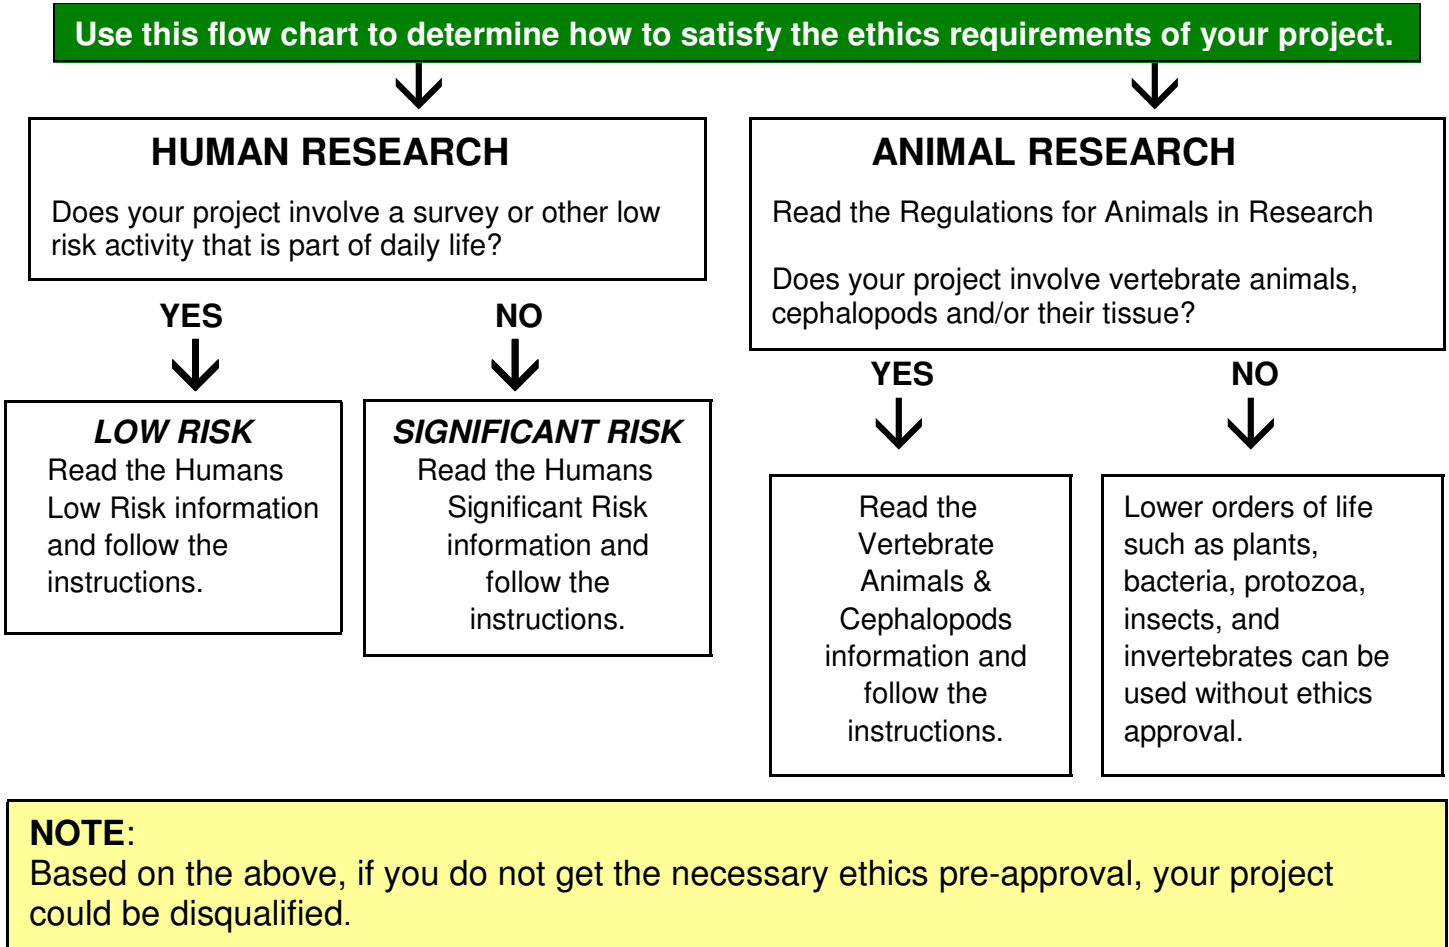 Use this flow chart to determine how to satisfy the ethics requirements of your project.
HUMAN RESEARCH
Does your project involve a survey or other low
risk activity that is part of daily life?
YES
NO
LOW RISK
Read the Humans
Low Risk information
and follow the
instructions.
SIGNIFICANT RISK
Read the Humans
Significant Risk
information and
follow the
instructions.
ANIMAL RESEARCH
Read the Regulations for Animals in Research
Does your project involve vertebrate animals,
cephalopods and/or their tissue?
YES
NO
Read the
Vertebrate
Animals &
Cephalopods
information and
follow the
instructions.
Lower orders of life
such as plants,
bacteria, protozoa,
insects, and
invertebrates can be
used without ethics
approval.
NOTE:
Based on the above, if you do not get the necessary ethics pre-approval, your project
could be disqualified.